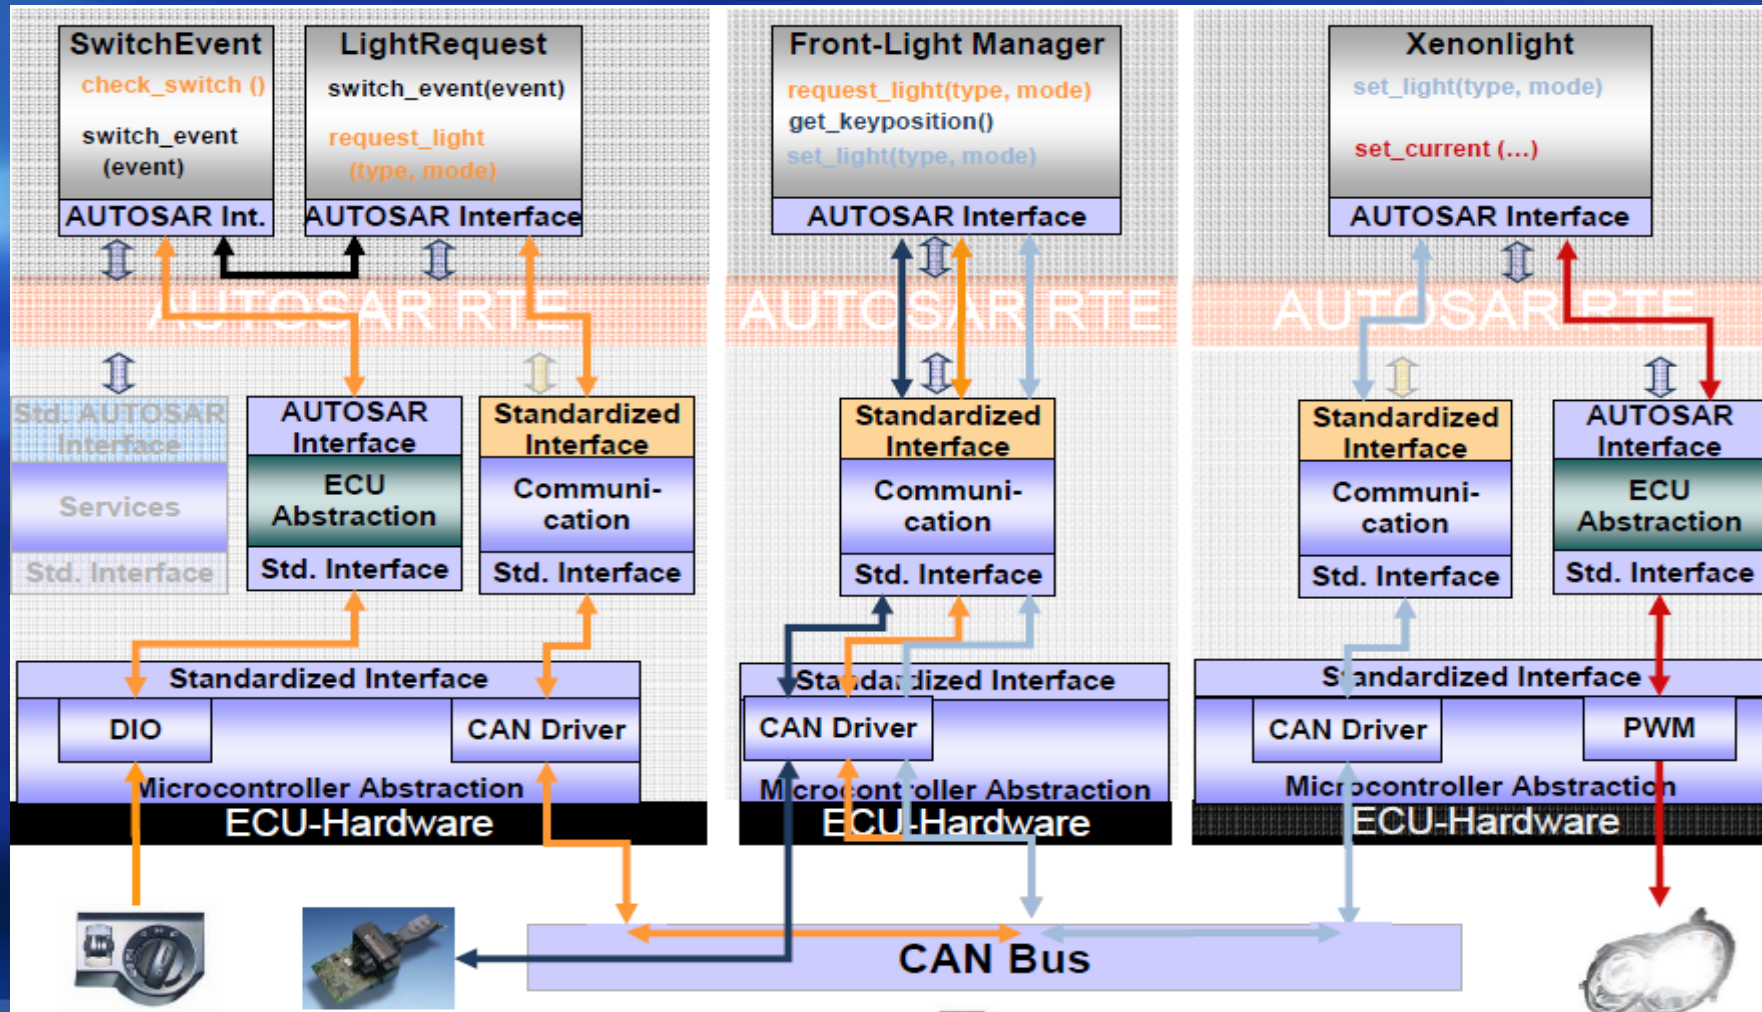 SwitchEvent
check_switch ()
switch_event
(event)
AUTOSAR Int.
LightRequest
switch_event(event)
request_light
(type, mode)
AUTOSAR Interface
Front-Light Manager
request_light(type, mode)
get_keyposition()
set_light(type, mode)
AUTOSAR Interface
Xenonlight
set_light(type, mode)
set_current (...)
AUTOSAR Interface
AUTOSAR RTE
AUTOSAR RTE
AUTOSAR RTE
Std. AUTOSAR
Interface
Services
Std. Interface
AUTOSAR
Interface
ECU
Abstraction
Std. Interface
Standardized
Interface
Communi-
cation
Std. Interface
Standardized
Interface
Communi-
cation
Std. Interface
Standardized
Interface
Communi-
cation
Std. Interface
AUTOSAR
Interface
ECU
Abstraction
Std. Interface
Standardized Interface
DIO
CAN Driver
Microcontroller Abstraction
ECU-Hardware
Standardized Interface
CAN Driver
Microcontroller Abstraction
ECU-Hardware
Standardized Interface
CAN Driver
PWM
Microcontroller Abstraction
ECU-Hardware
CAN Bus